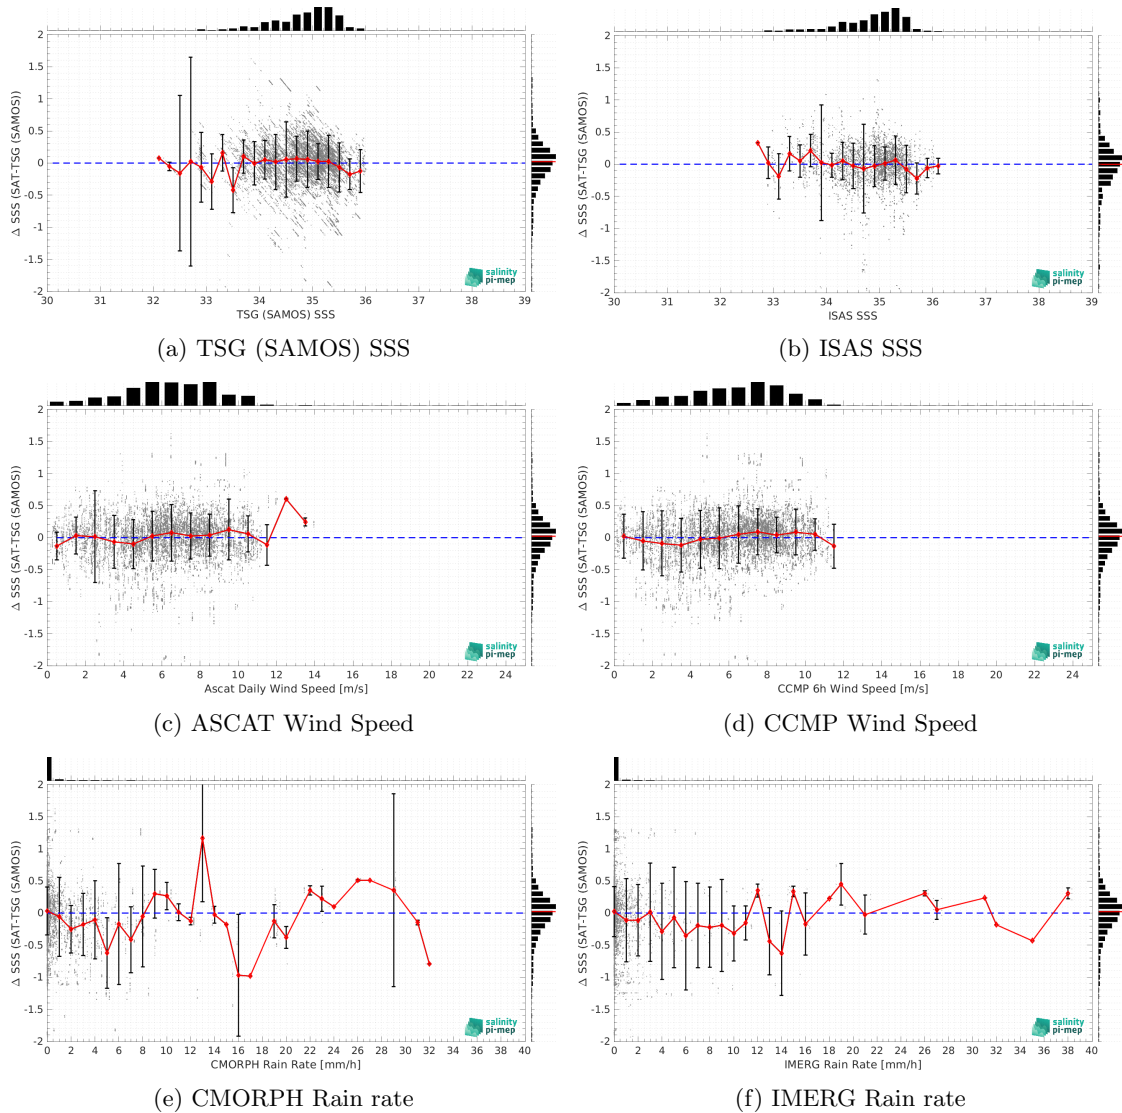 2
1.5
1
0.5
0
-0.5
-1
-1.5
-2
Δ SSS (SAT-TSG (SAMOS))
30 31 32 33 34 35 36 37 38 39
TSG (SAMOS) SSS
salinity
pi-mep
(a) TSG (SAMOS) SSS
2
1.5
1
0.5
0
-0.5
-1
-1.5
-2
Δ SSS (SAT-TSG (SAMOS))
30 31 32 33 34 35 36 37 38 39
ISAS SSS
salinity
pi-mep
(b) ISAS SSS
2
1.5
1
0.5
0
-0.5
-1
-1.5
-2
Δ SSS (SAT-TSG (SAMOS))
0 2 4 6 8 10 12 14 16 18 20 22 24
Ascat Daily Wind Speed [m/s]
salinity
pi-mep
(c) ASCAT Wind Speed
2
1.5
1
0.5
0
-0.5
-1
-1.5
-2
Δ SSS (SAT-TSG (SAMOS))
0 2 4 6 8 10 12 14 16 18 20 22 24
CCMP 6h Wind Speed [m/s]
salinity
pi-mep
(d) CCMP Wind Speed
2
1.5
1
0.5
0
-0.5
-1
-1.5
-2
Δ SSS (SAT-TSG (SAMOS))
0 2 4 6 8 10 12 14 16 18 20 22 24 26 28 30 32 34 36 38 40
CMORPH Rain Rate [mm/h]
salinity
pi-mep
(e) CMORPH Rain rate
2
1.5
1
0.5
0
-0.5
-1
-1.5
-2
Δ SSS (SAT-TSG (SAMOS))
0 2 4 6 8 10 12 14 16 18 20 22 24 26 28 30 32 34 36 38 40
IMERG Rain Rate [mm/h]
salinity
pi-mep
(f) IMERG Rain rate